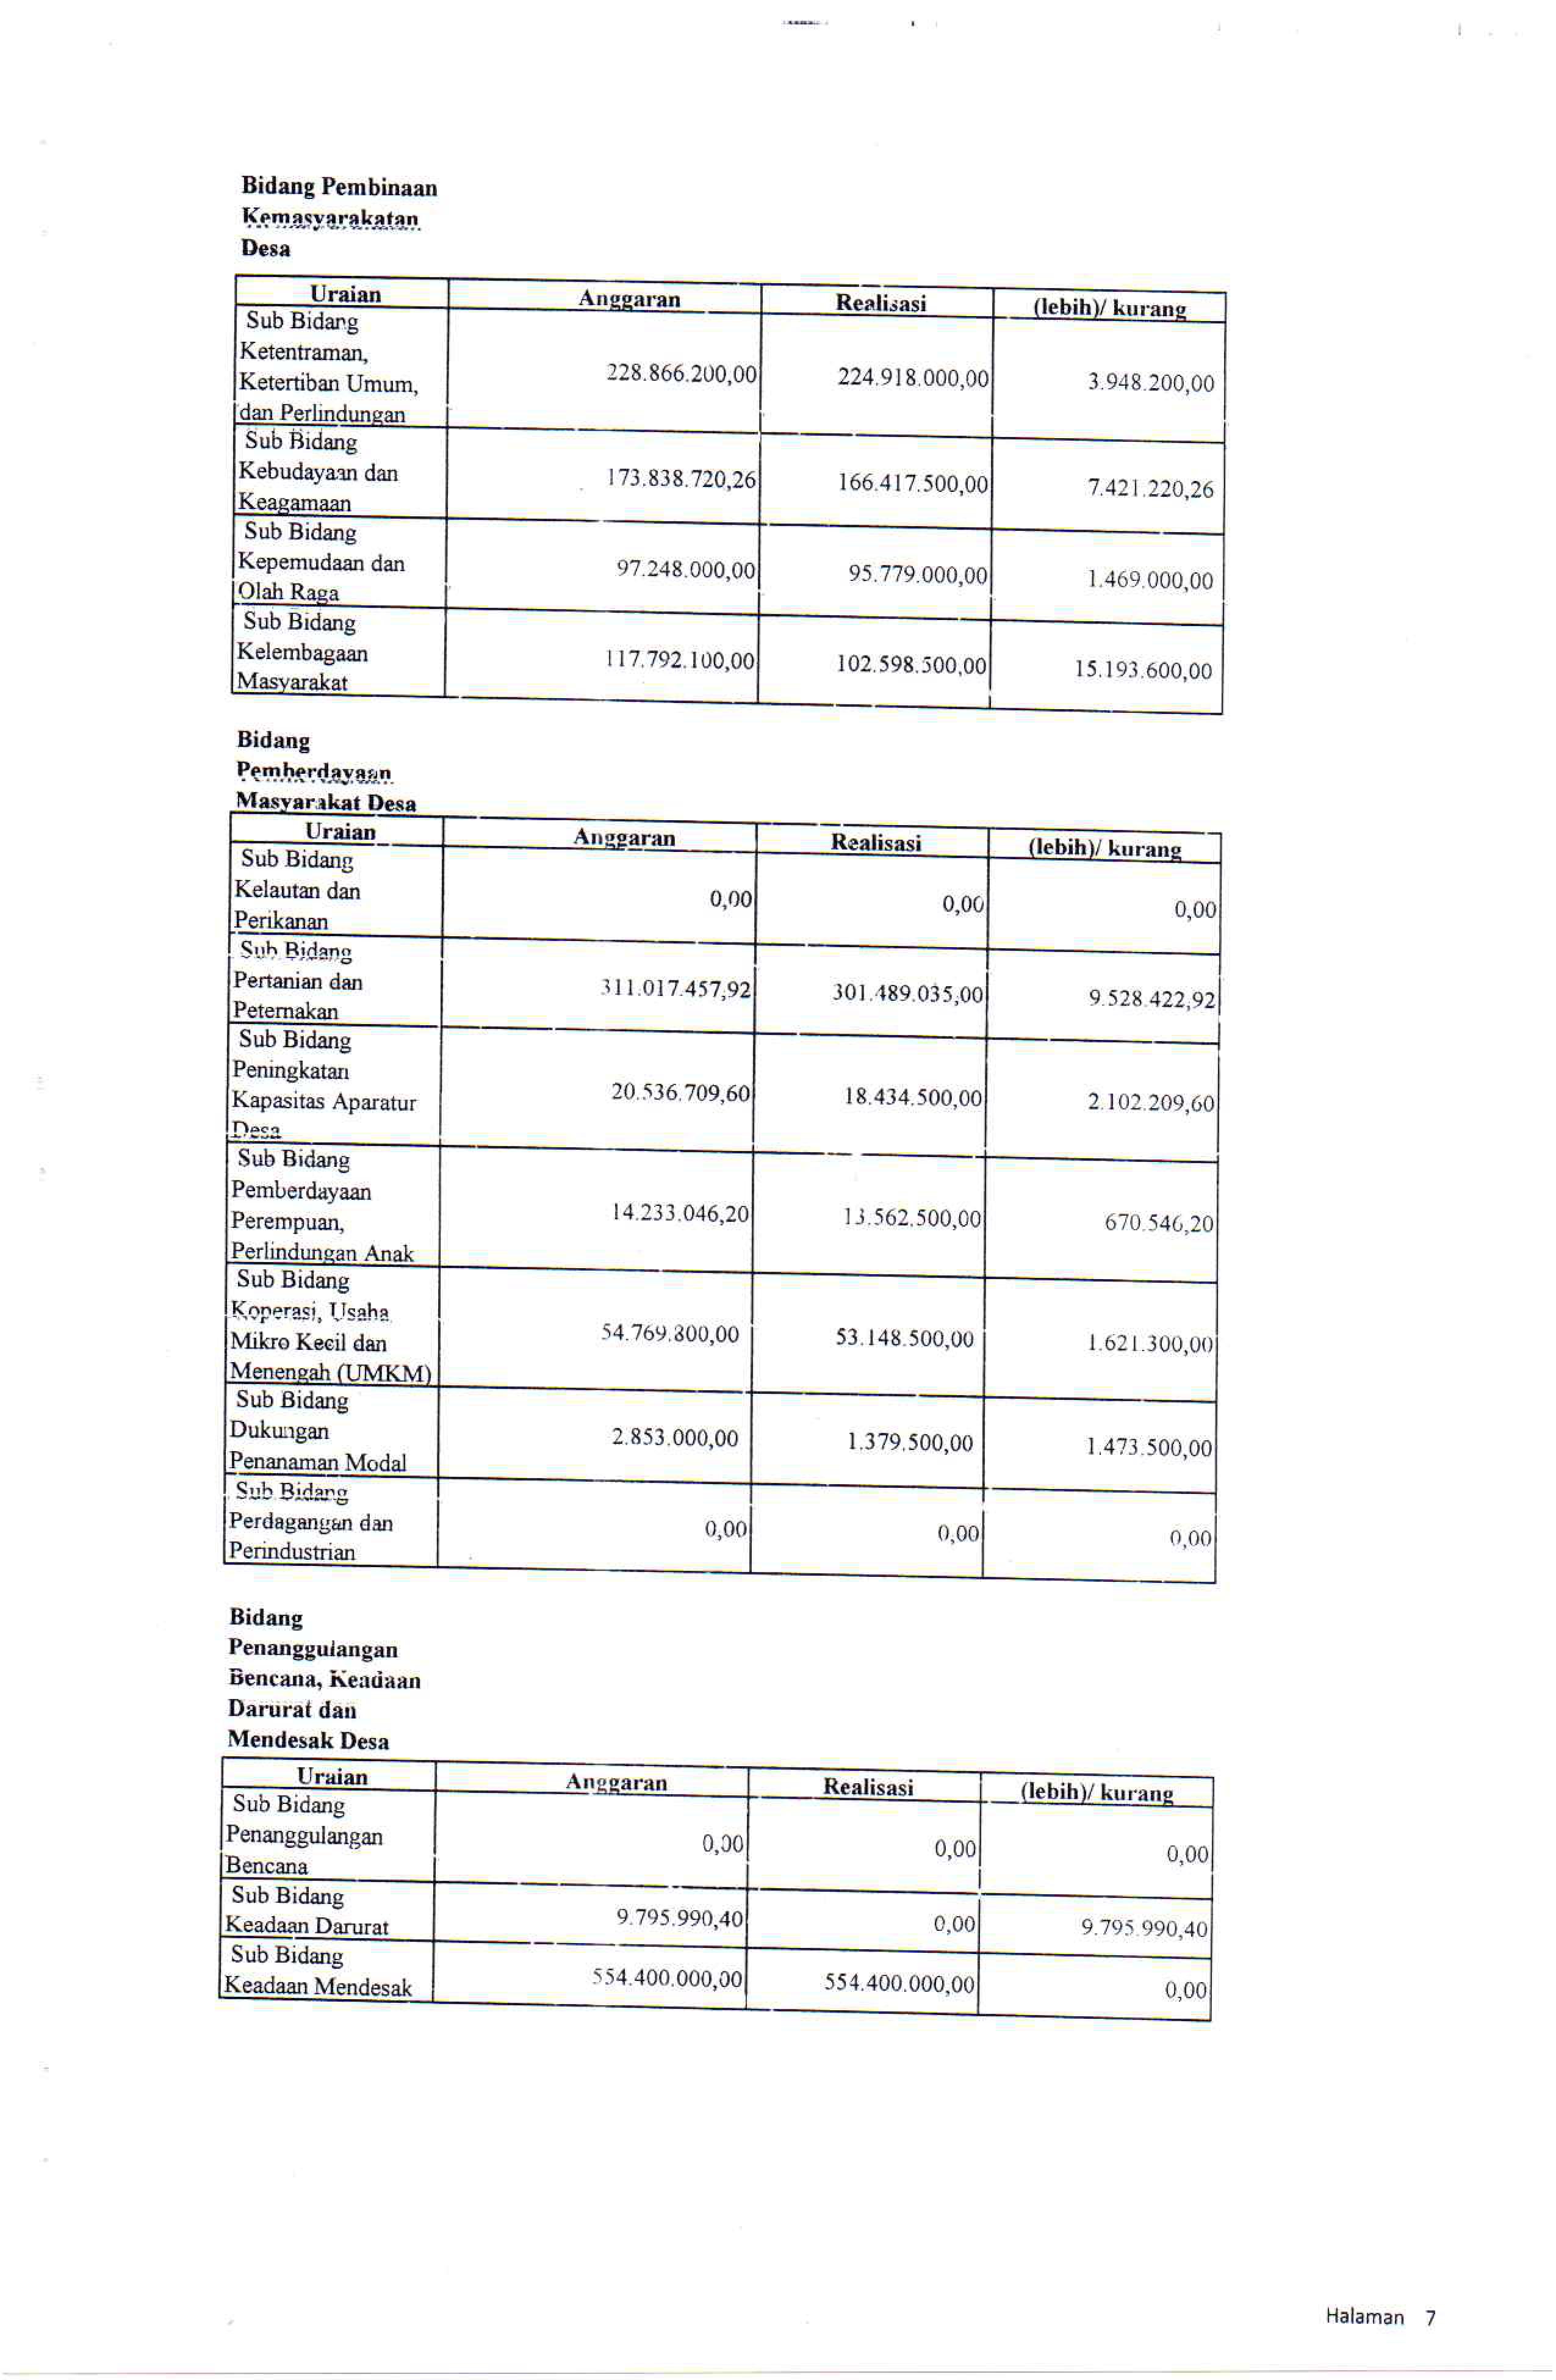 Bidang Pembinaan
Kemasyarakatan
Desa
Uraian Anggaran Realisasi (lebih)/ kurang
Sub Bidang
Ketentraman,
Ketertiban Umum,
dan Perlindungan
228.866.200,00 224.918.000,00 3.948.200,00
Sub Bidang
Kebudayaan dan
Keagamaan
173.838.720,26 166.417.500,00 7.421.220,26
Sub Bidang
Kepemudaan dan
Olah Raga
97.248.000,00 95.779.000,00 1.469.000,00
Sub Bidang
Kelembagaan
Masyarakat
117.792.100,00 102.598.500,00 15.193.600,00
Bidang
Pemberdayaan
Masyarakat Desa
Uraian Anggaran Realisasi (lebih)/ kurang
Sub Bidang
Kelautan dan
Perikanan
0,00 0,00 0,00
Sub Bidang
Pertanian dan
Peternakan
311.017.457,92 301.489.035,00 9.528.422,92
Sub Bidang
Peningkatan
Kapasitas Aparatur
Desa
20.536.709,60 18.434.500,00 2.102.209,60
Sub Bidang
Pemberdayaan
Perempuan,
Perlindungan Anak
14.233.046,20 13.562.500,00 670.546,20
Sub Bidang
Koperasi, Usaha
Mikro Kecil dan
Menengah (UMKM)
54.769.800,00 53.148.500,00 1.621.300,00
Sub Bidang
Dukungan
Penanaman Modal
2.853.000,00 1.379.500,00 1.473.500,00
Sub Bidang
Perdagangan dan
Perindustrian
0,00 0,00 0,00
Bidang
Penanggulangan
Bencana, Keadaan
Darurat dan
Mendesak Desa
Uraian Anggaran Realisasi (lebih)/ kurang
Sub Bidang
Penanggulangan
Bencana
0,00 0,00 0,00
Sub Bidang
Keadaan Darurat
9.795.990,40 0,00 9.795.990,40
Sub Bidang
Keadaan Mendesak
554.400.000,00 554.400.000,00 0,00
Halaman 7